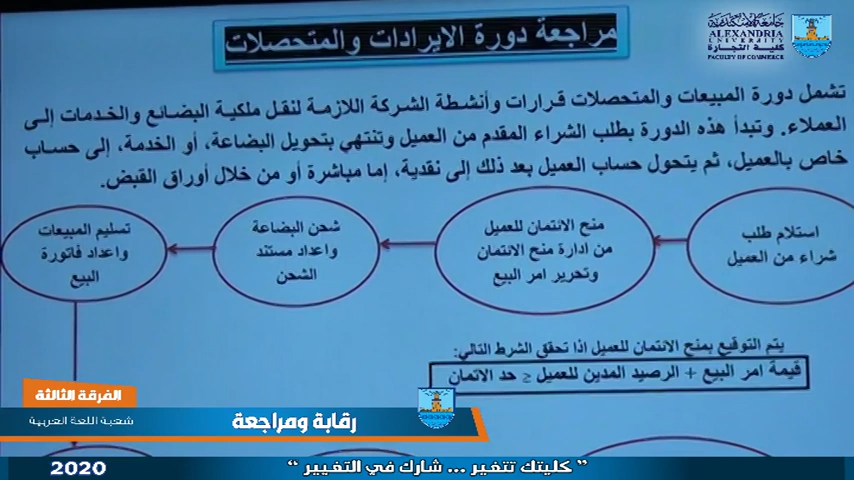 جامعة الإسكندرية
ALEXANDRIA
UNIVERSITY
كلية التجارة
FACULTY OF COMMERCE
مراجعة دورة الايرادات والمتحصلات
تشمل دورة المبيعات والمتحصلات قرارات وأنشطة الشركة اللازمة لنقل ملكية البضائع والخدمات إلى
العملاء. وتبدأ هذه الدورة بطلب الشراء المقدم من العميل وتنتهي بتحويل البضاعة، أو الخدمة، إلى حساب
خاص بالعميل، ثم يتحول حساب العميل بعد ذلك إلى نقدية، إما مباشرة أو من خلال أوراق القبض.
استلام طلب
شراء من العميل
منح الائتمان للعميل
من ادارة منح الائتمان
وتحرير امر البيع
شحن البضاعة
واعداد مستند
الشحن
تسليم المبيعات
واعداد فاتورة
البيع
يتم التوقيع بمنح الائتمان للعميل اذا تحقق الشرط التالي:
قيمة امر البيع + الرصيد المدين للعميل ≤ حد الاتمان
الفرقة الثالثة
شعبة اللغة العربية
رقابة ومراجعة
2020
” كليتك تتغير ... شارك في التغيير “